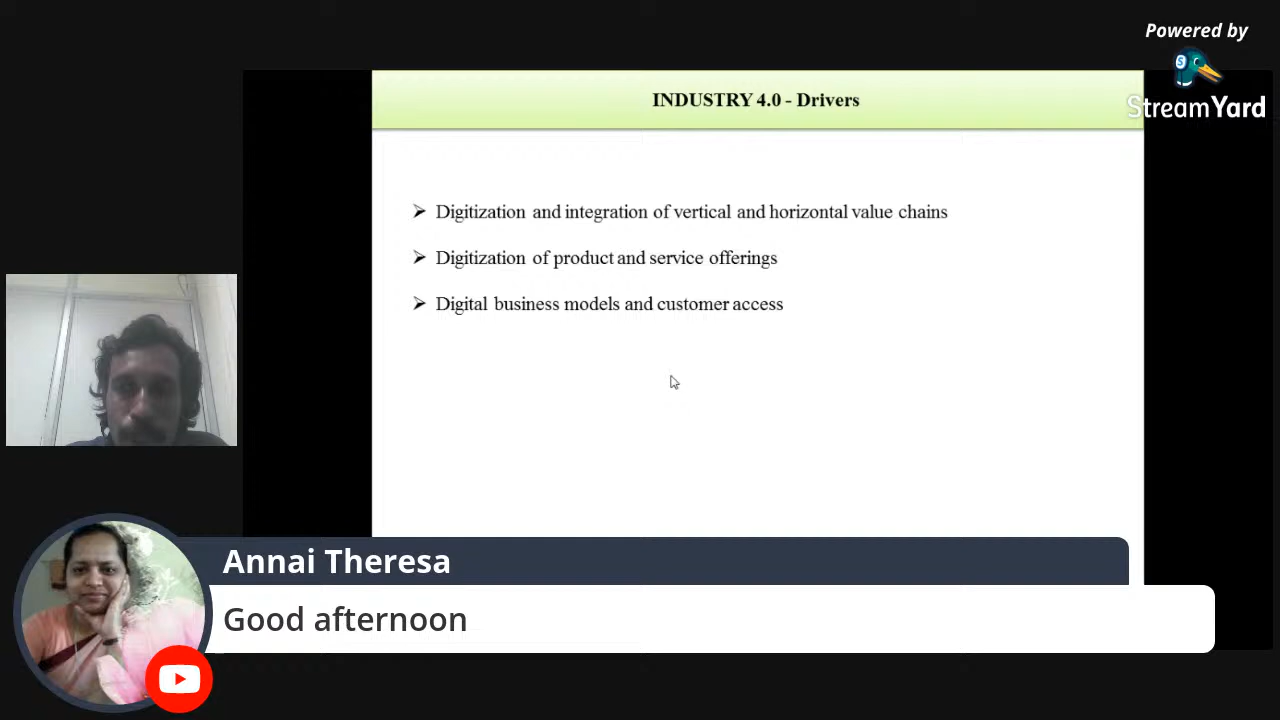 Powered by
StreamYard
INDUSTRY 4.0 - Drivers
➢ Digitization and integration of vertical and horizontal value chains
➢ Digitization of product and service offerings
➢ Digital business models and customer access
Annai Theresa
Good afternoon